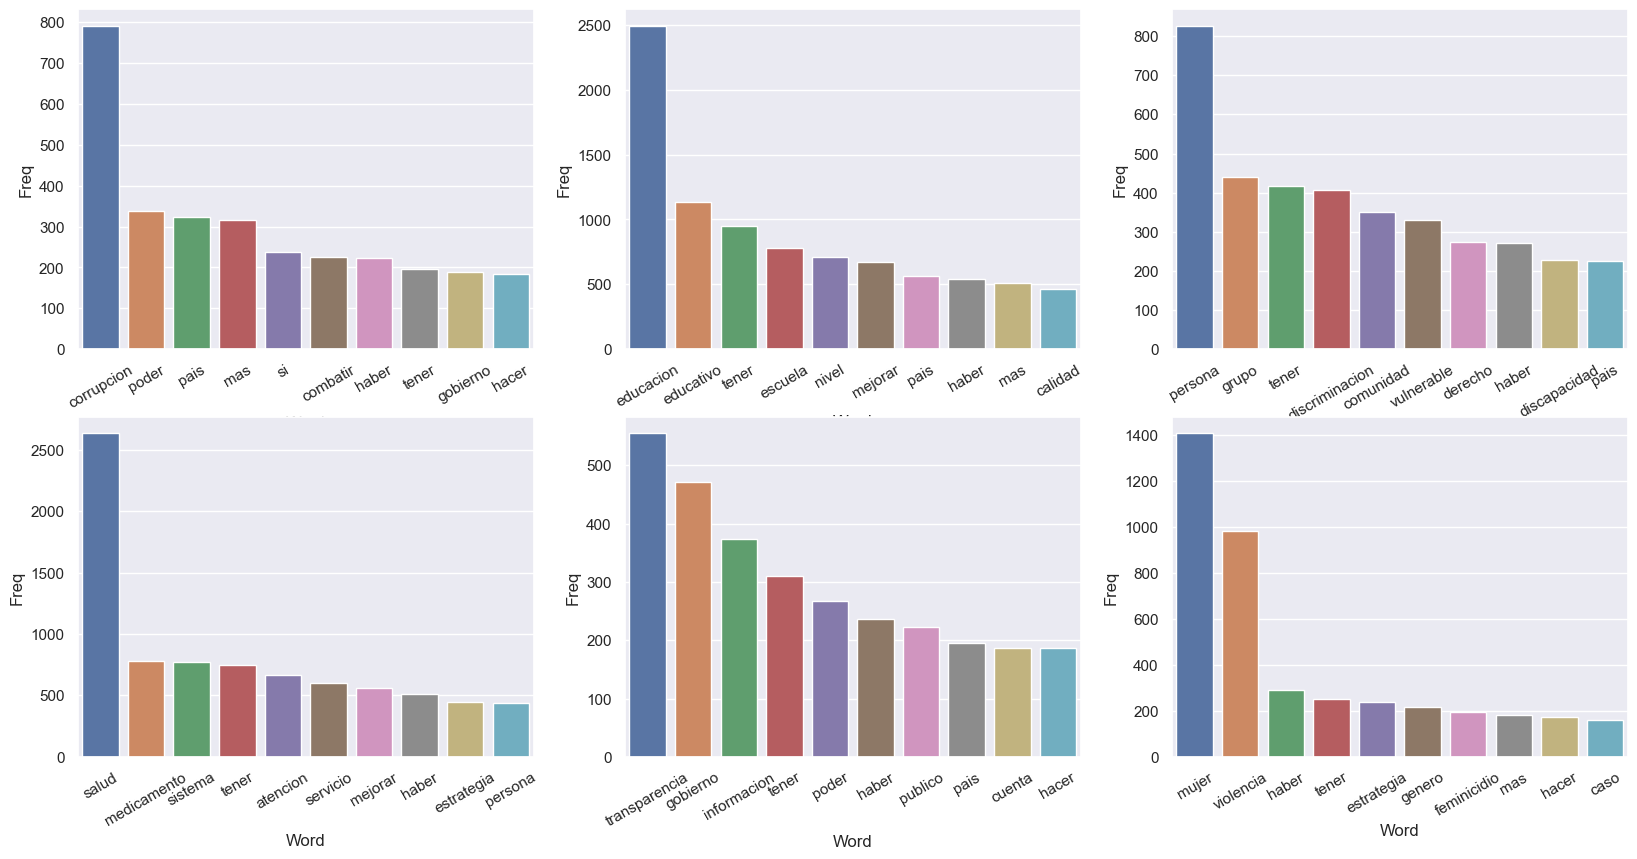 800
700
600
500
400
300
200
100
0
Freq
corrupcion poder pais mas si combatir haber tener gobierno hacer
2500
2000
1500
1000
500
0
Freq
educacion educativo tener escuela nivel mejorar pais haber mas calidad
800
700
600
500
400
300
200
100
0
Freq
persona grupo tener discriminacion comunidad vulnerable derecho haber discapacidad pais
2500
2000
1500
1000
500
0
Freq
salud medicamento sistema tener atencion servicio mejorar haber estrategia persona
Word
500
400
300
200
100
0
Freq
transparencia gobierno informacion tener poder haber publico pais cuenta hacer
Word
1400
1200
1000
800
600
400
200
0
Freq
mujer violencia haber tener estrategia genero feminicidio mas hacer caso
Word